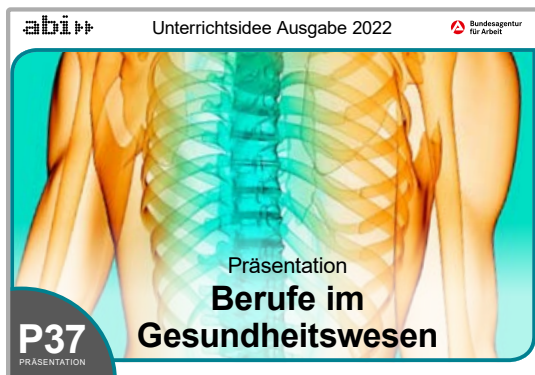 abi»
Unterrichtsidee Ausgabe 2022
Bundesagentur
für Arbeit
Präsentation
Berufe im
Gesundheitswesen
P37
PRÄSENTATION